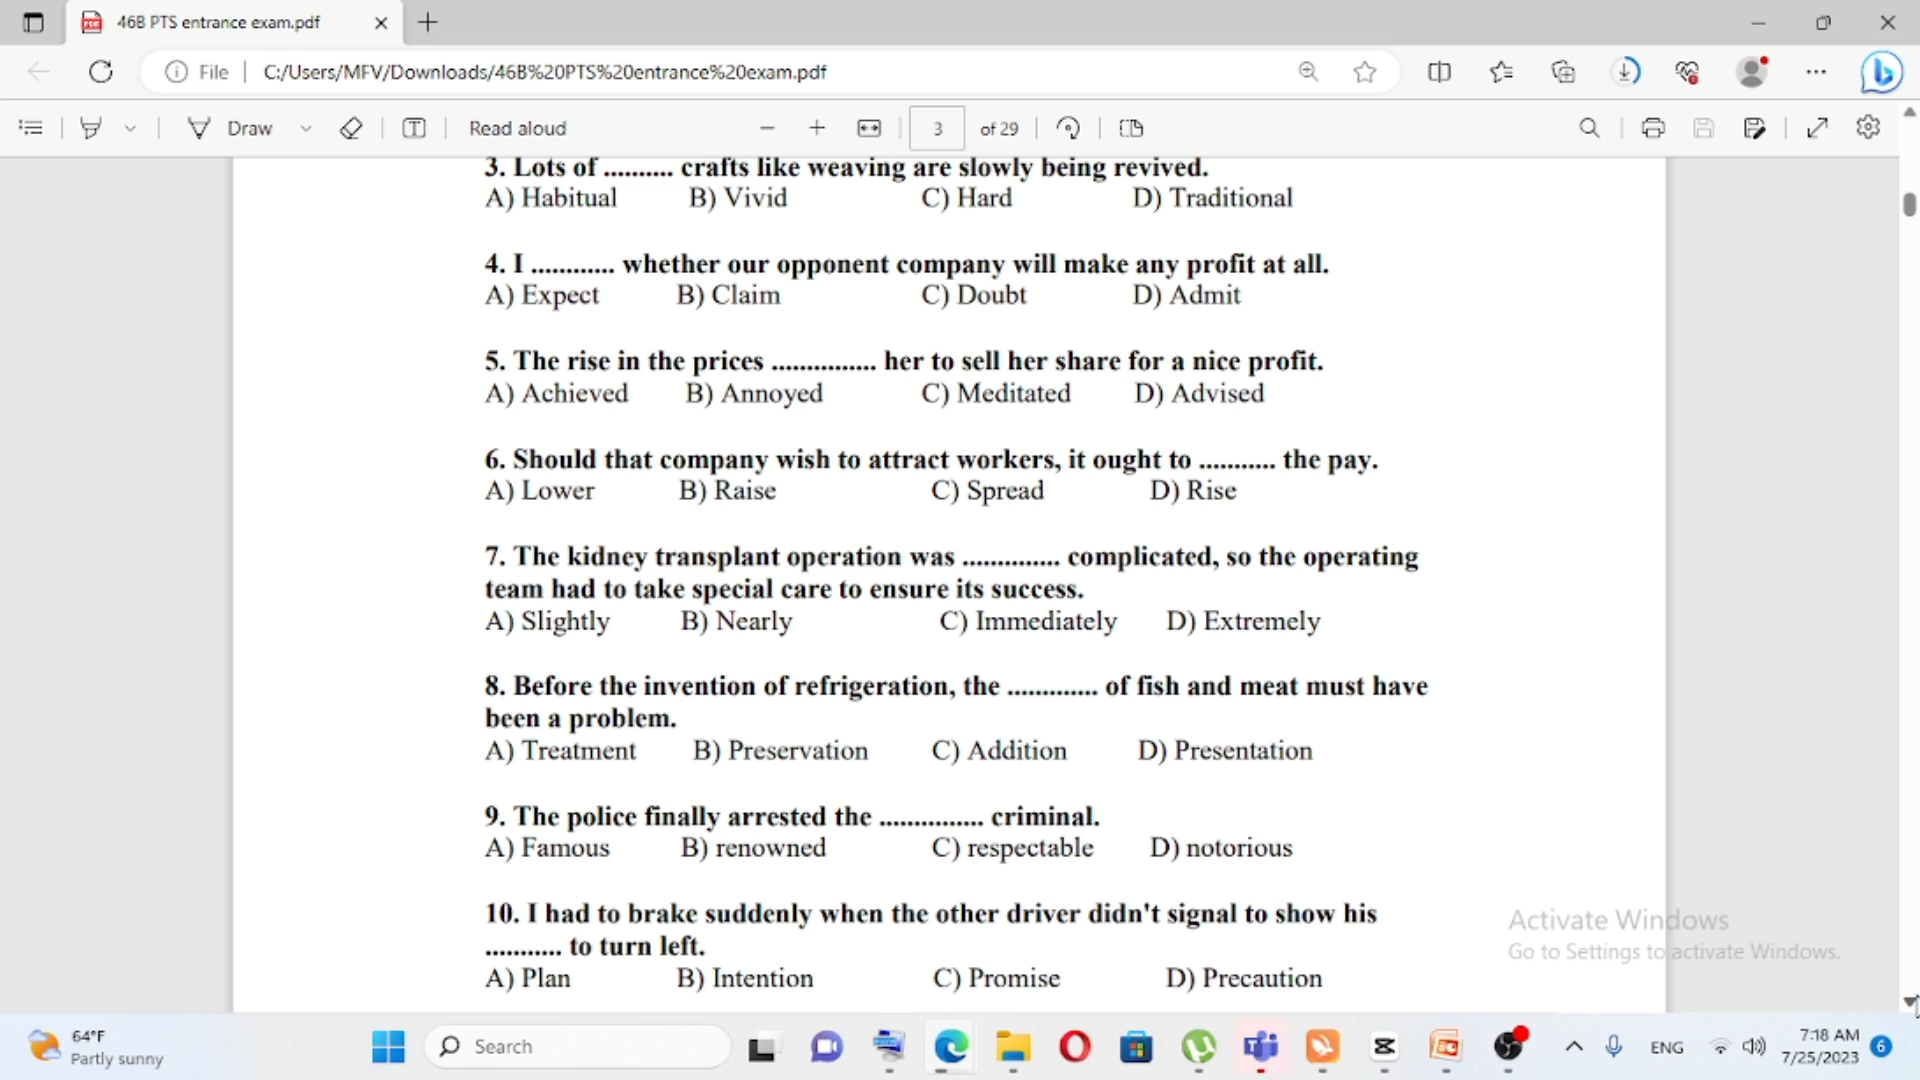 46B PTS entrance exam.pdf
File C:/Users/MFV/Downloads/46B%20PTS%20entrance%20exam.pdf
Draw Read aloud 3 of 29
3. Lots of .......... crafts like weaving are slowly being revived.
A) Habitual B) Vivid C) Hard D) Traditional
4. I ............ whether our opponent company will make any profit at all.
A) Expect B) Claim C) Doubt D) Admit
5. The rise in the prices ............... her to sell her share for a nice profit.
A) Achieved B) Annoyed C) Meditated D) Advised
6. Should that company wish to attract workers, it ought to ........... the pay.
A) Lower B) Raise C) Spread D) Rise
7. The kidney transplant operation was .............. complicated, so the operating
team had to take special care to ensure its success.
A) Slightly B) Nearly C) Immediately D) Extremely
8. Before the invention of refrigeration, the ............. of fish and meat must have
been a problem.
A) Treatment B) Preservation C) Addition D) Presentation
9. The police finally arrested the ............... criminal.
A) Famous B) renowned C) respectable D) notorious
10. I had to brake suddenly when the other driver didn't signal to show his
........... to turn left.
A) Plan B) Intention C) Promise D) Precaution
Activate Windows
Go to Settings to activate Windows.
64°F
Partly sunny
Search
ENG
7:18 AM
7/25/2023
6